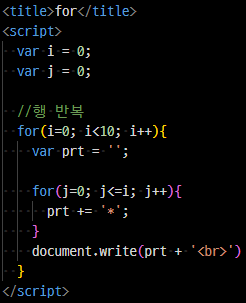 <title>for</title>
<script>
  var i = 0;
  var j = 0;

  //행 반복
  for(i=0; i<10; i++){
    var prt = '';

    for(j=0; j<=i; j++){
      prt += '*';
    }
    document.write(prt + '<br>')
  }
</script>